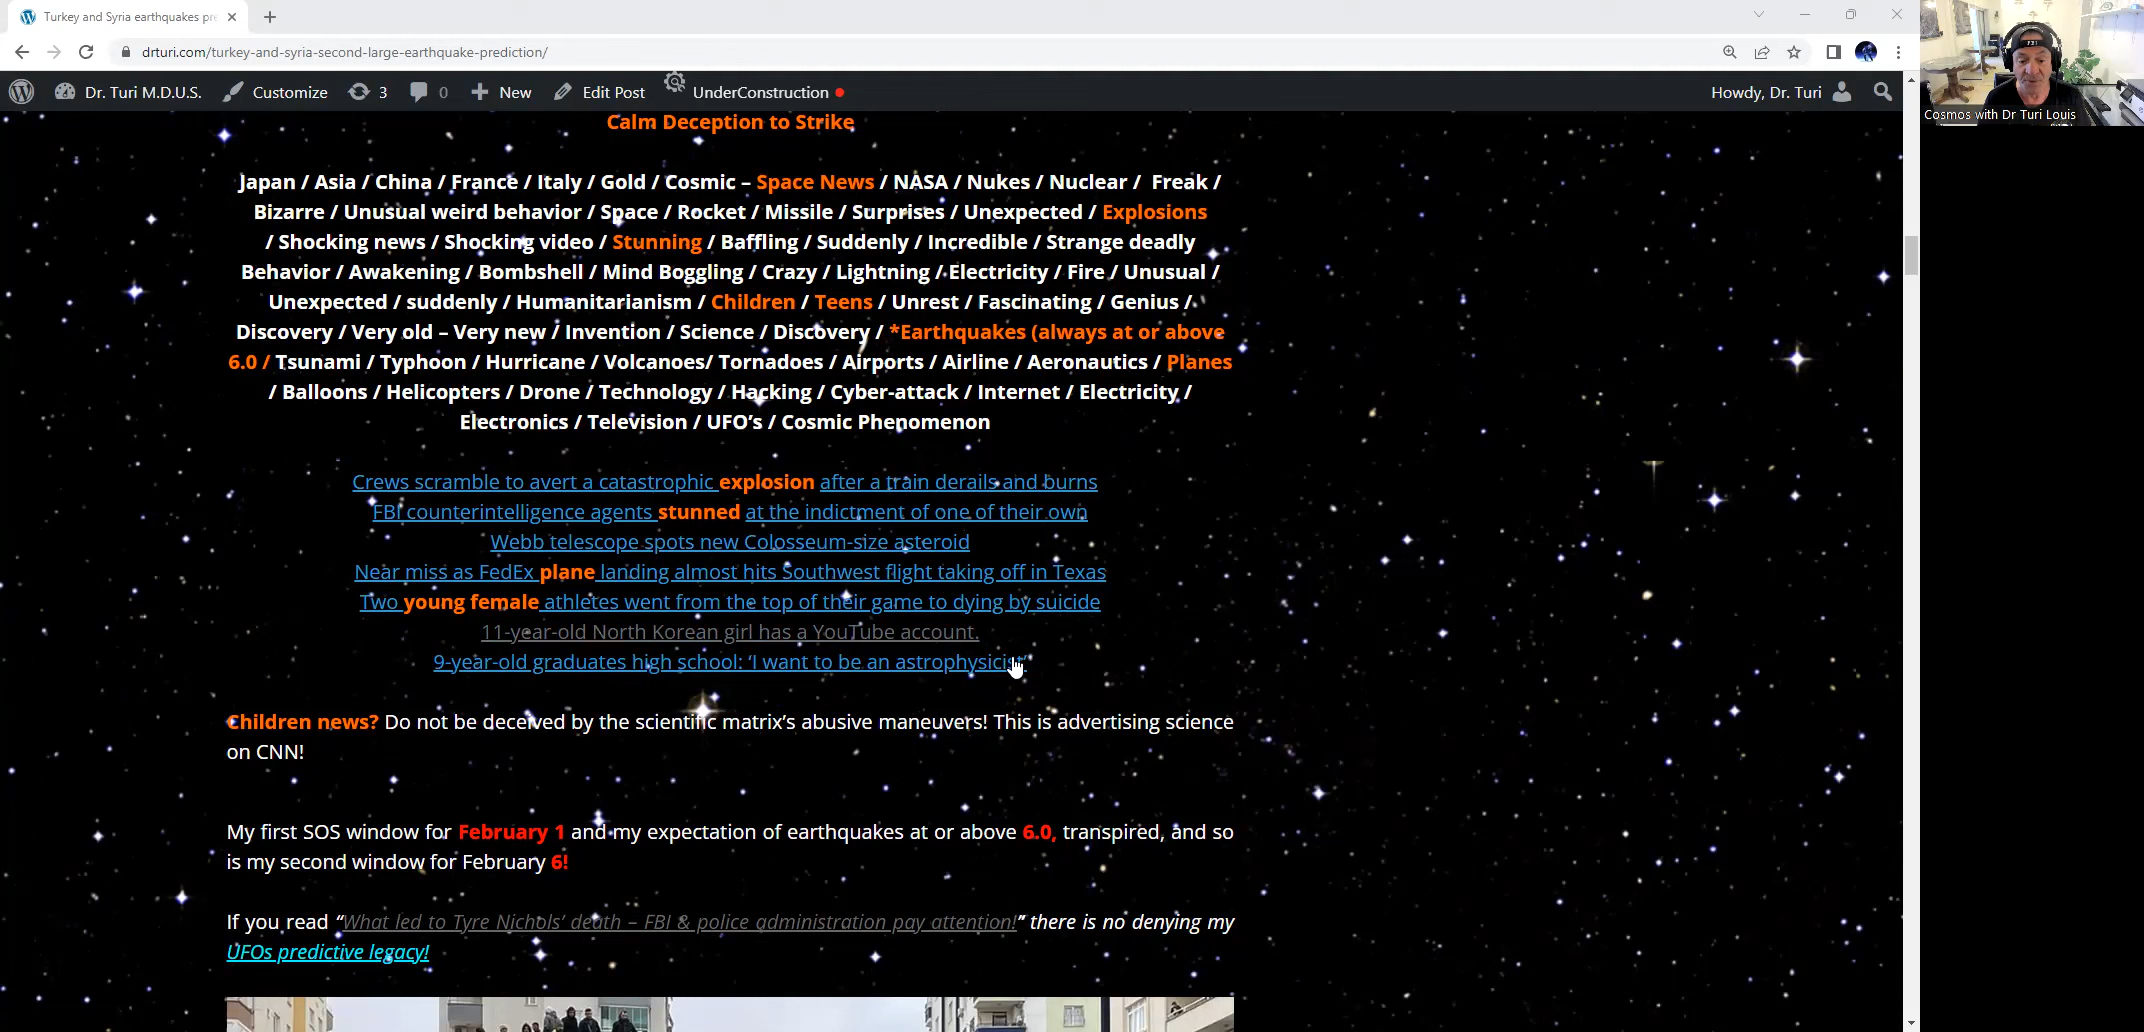 Turkey and Syria earthquakes pre
drturi.com/turkey-and-syria-second-large-earthquake-prediction/
Dr. Turi M.D.U.S. Customize 3 0 New Edit Post UnderConstruction Howdy, Dr. Turi
Cosmos with Dr Turi Louis
Calm Deception to Strike
Japan / Asia / China / France / Italy / Gold / Cosmic – Space News / NASA / Nukes / Nuclear / Freak /
Bizarre / Unusual weird behavior / Space / Rocket / Missile / Surprises / Unexpected / Explosions
/ Shocking news / Shocking video / Stunning / Baffling / Suddenly / Incredible / Strange deadly
Behavior / Awakening / Bombshell / Mind Boggling / Crazy / Lightning / Electricity / Fire / Unusual /
Unexpected / suddenly / Humanitarianism / Children / Teens / Unrest / Fascinating / Genius /
Discovery / Very old – Very new / Invention / Science / Discovery / *Earthquakes (always at or above
6.0 / Tsunami / Typhoon / Hurricane / Volcanoes/ Tornadoes / Airports / Airline / Aeronautics / Planes
/ Balloons / Helicopters / Drone / Technology / Hacking / Cyber-attack / Internet / Electricity /
Electronics / Television / UFO's / Cosmic Phenomenon
Crews scramble to avert a catastrophic explosion after a train derails and burns
FBI counterintelligence agents stunned at the indictment of one of their own
Webb telescope spots new Colosseum-size asteroid
Near miss as FedEx plane landing almost hits Southwest flight taking off in Texas
Two young female athletes went from the top of their game to dying by suicide
11-year-old North Korean girl has a YouTube account.
9-year-old graduates high school: ‘I want to be an astrophysicist’
Children news? Do not be deceived by the scientific matrix’s abusive maneuvers! This is advertising science
on CNN!
My first SOS window for February 1 and my expectation of earthquakes at or above 6.0, transpired, and so
is my second window for February 6!
If you read “What led to Tyre Nichols’ death – FBI & police administration pay attention!” there is no denying my
UFOs predictive legacy!